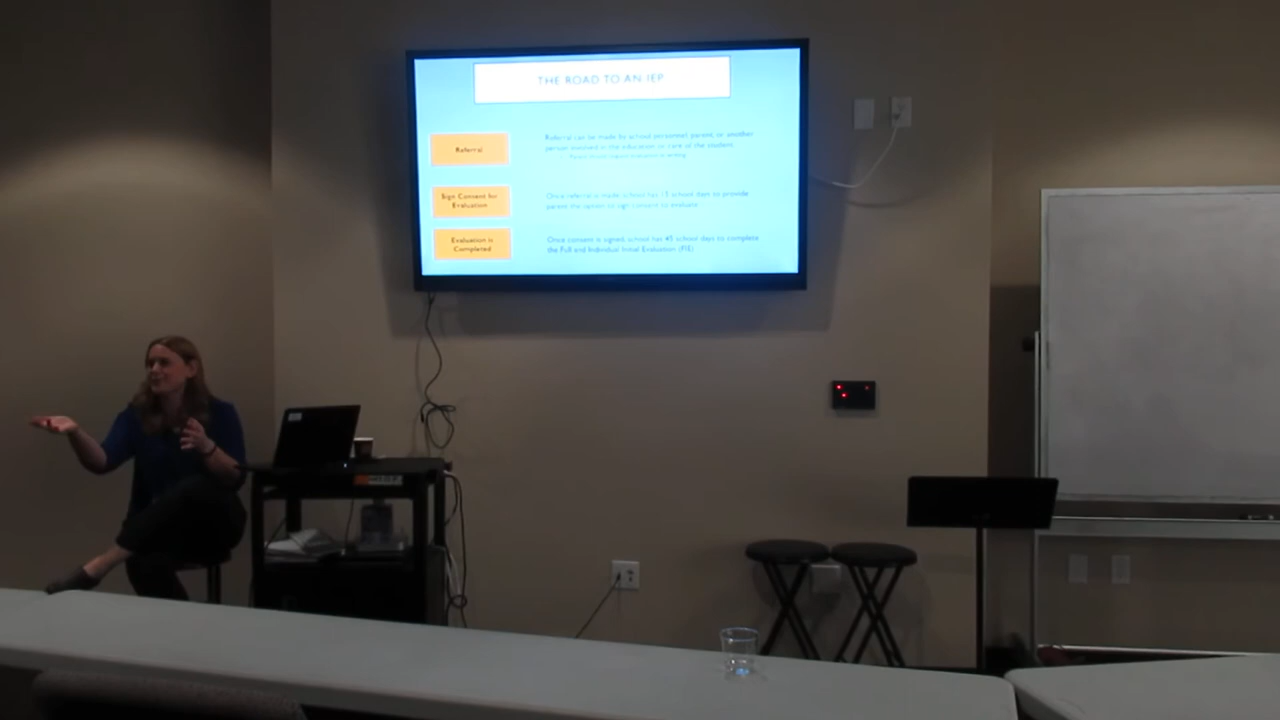 THE ROAD TO AN IEP
Referral
Referral can be made by school personnel, parent, or another
person involved in the education or care of the student
Sign Consent for
Evaluation
Once referral is made school has 15 school days to provide
parent the option to sign consent to evaluate
Evaluation is
Completed
Once consent is signed, school has 45 school days to complete
the Full and Individual Initial Evaluation (FIE)